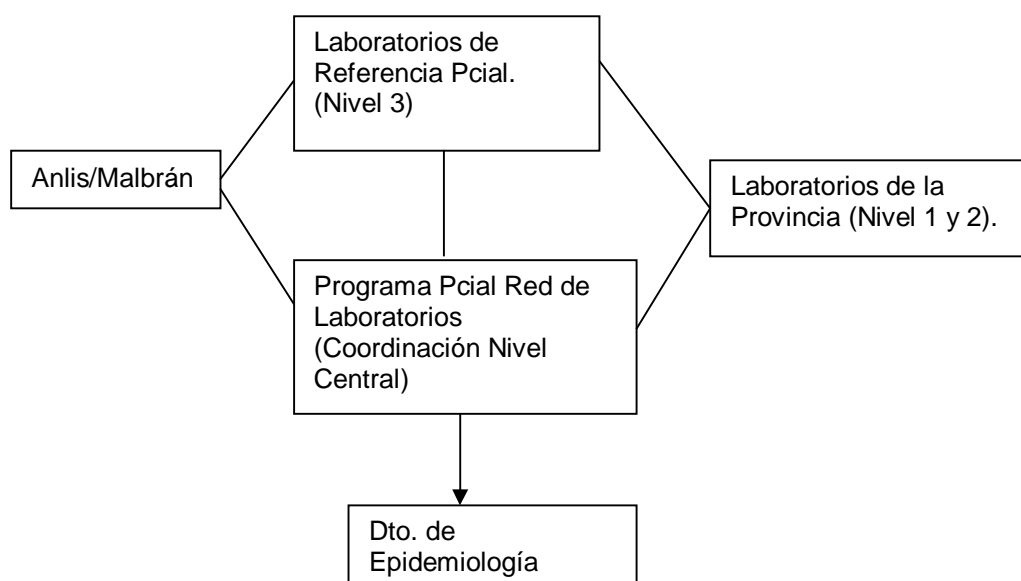 Laboratorios de
Referencia Pcial.
(Nivel 3)
Anlis/Malbrán
Laboratorios de la
Provincia (Nivel 1 y 2).
Programa Pcial Red de
Laboratorios
(Coordinación Nivel
Central)
Dto. de
Epidemiología